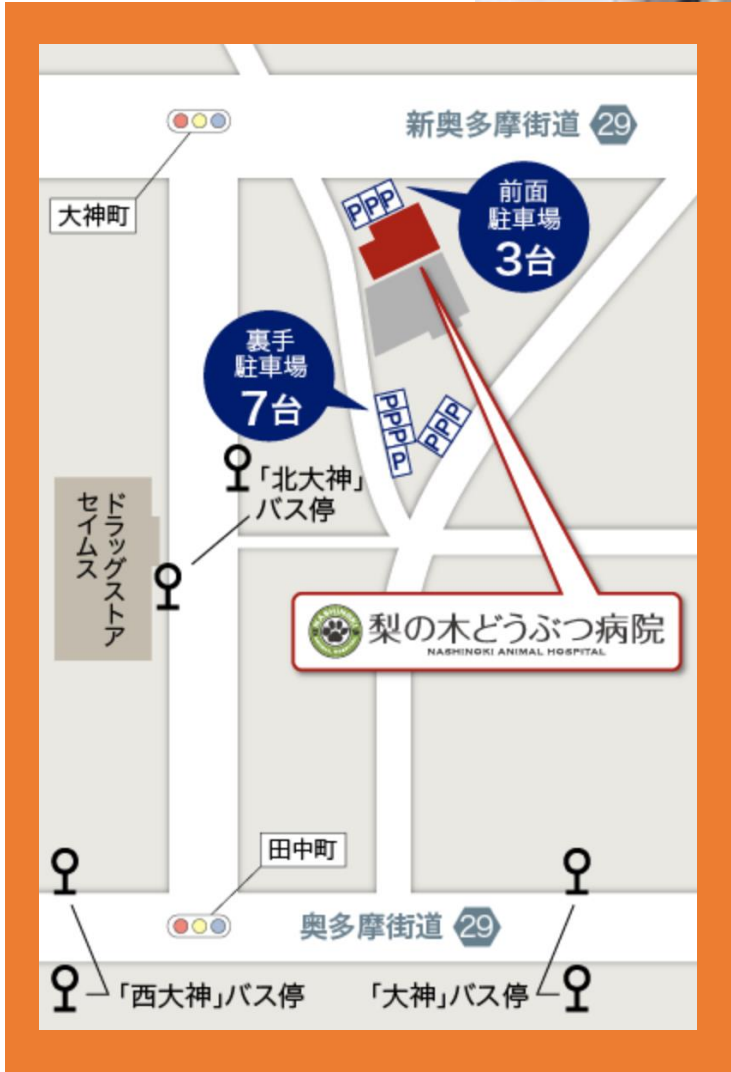 新奥多摩街道 29
大神町
PPP
前面
駐車場
3台
裏手
駐車場
7台
PPPP
PPP
「北大神」
バス停
ドラッグストア
セイムス
梨の木どうぶつ病院
NASHINOKI ANIMAL HOSPITAL
田中町
奥多摩街道 29
「西大神」バス停
「大神」バス停